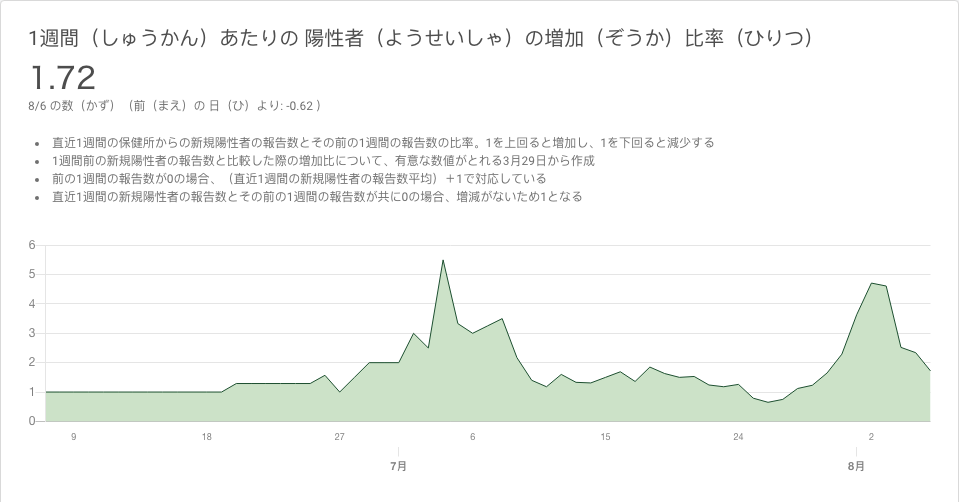 1週間（しゅうかん）あたりの 陽性者（ようせいしゃ）の増加（ぞうか）比率（ひりつ）
1.72
8/6 の数（かず）（前（まえ）の 日（ひ）より: -0.62 ）
• 直近1週間の保健所からの新規陽性者の報告数とその前の1週間の報告数の比率。1を上回ると増加し、1を下回ると減少する
• 1週間前の新規陽性者の報告数と比較した際の増加比について、有意な数値がとれる3月29日から作成
• 前の1週間の報告数が0の場合、（直近1週間の新規陽性者の報告数平均）＋1で対応している
• 直近1週間の新規陽性者の報告数とその前の1週間の報告数が共に0の場合、増減がないため1となる
6
5
4
3
2
1
0
9 18 27 6 15 24 2
7月 8月